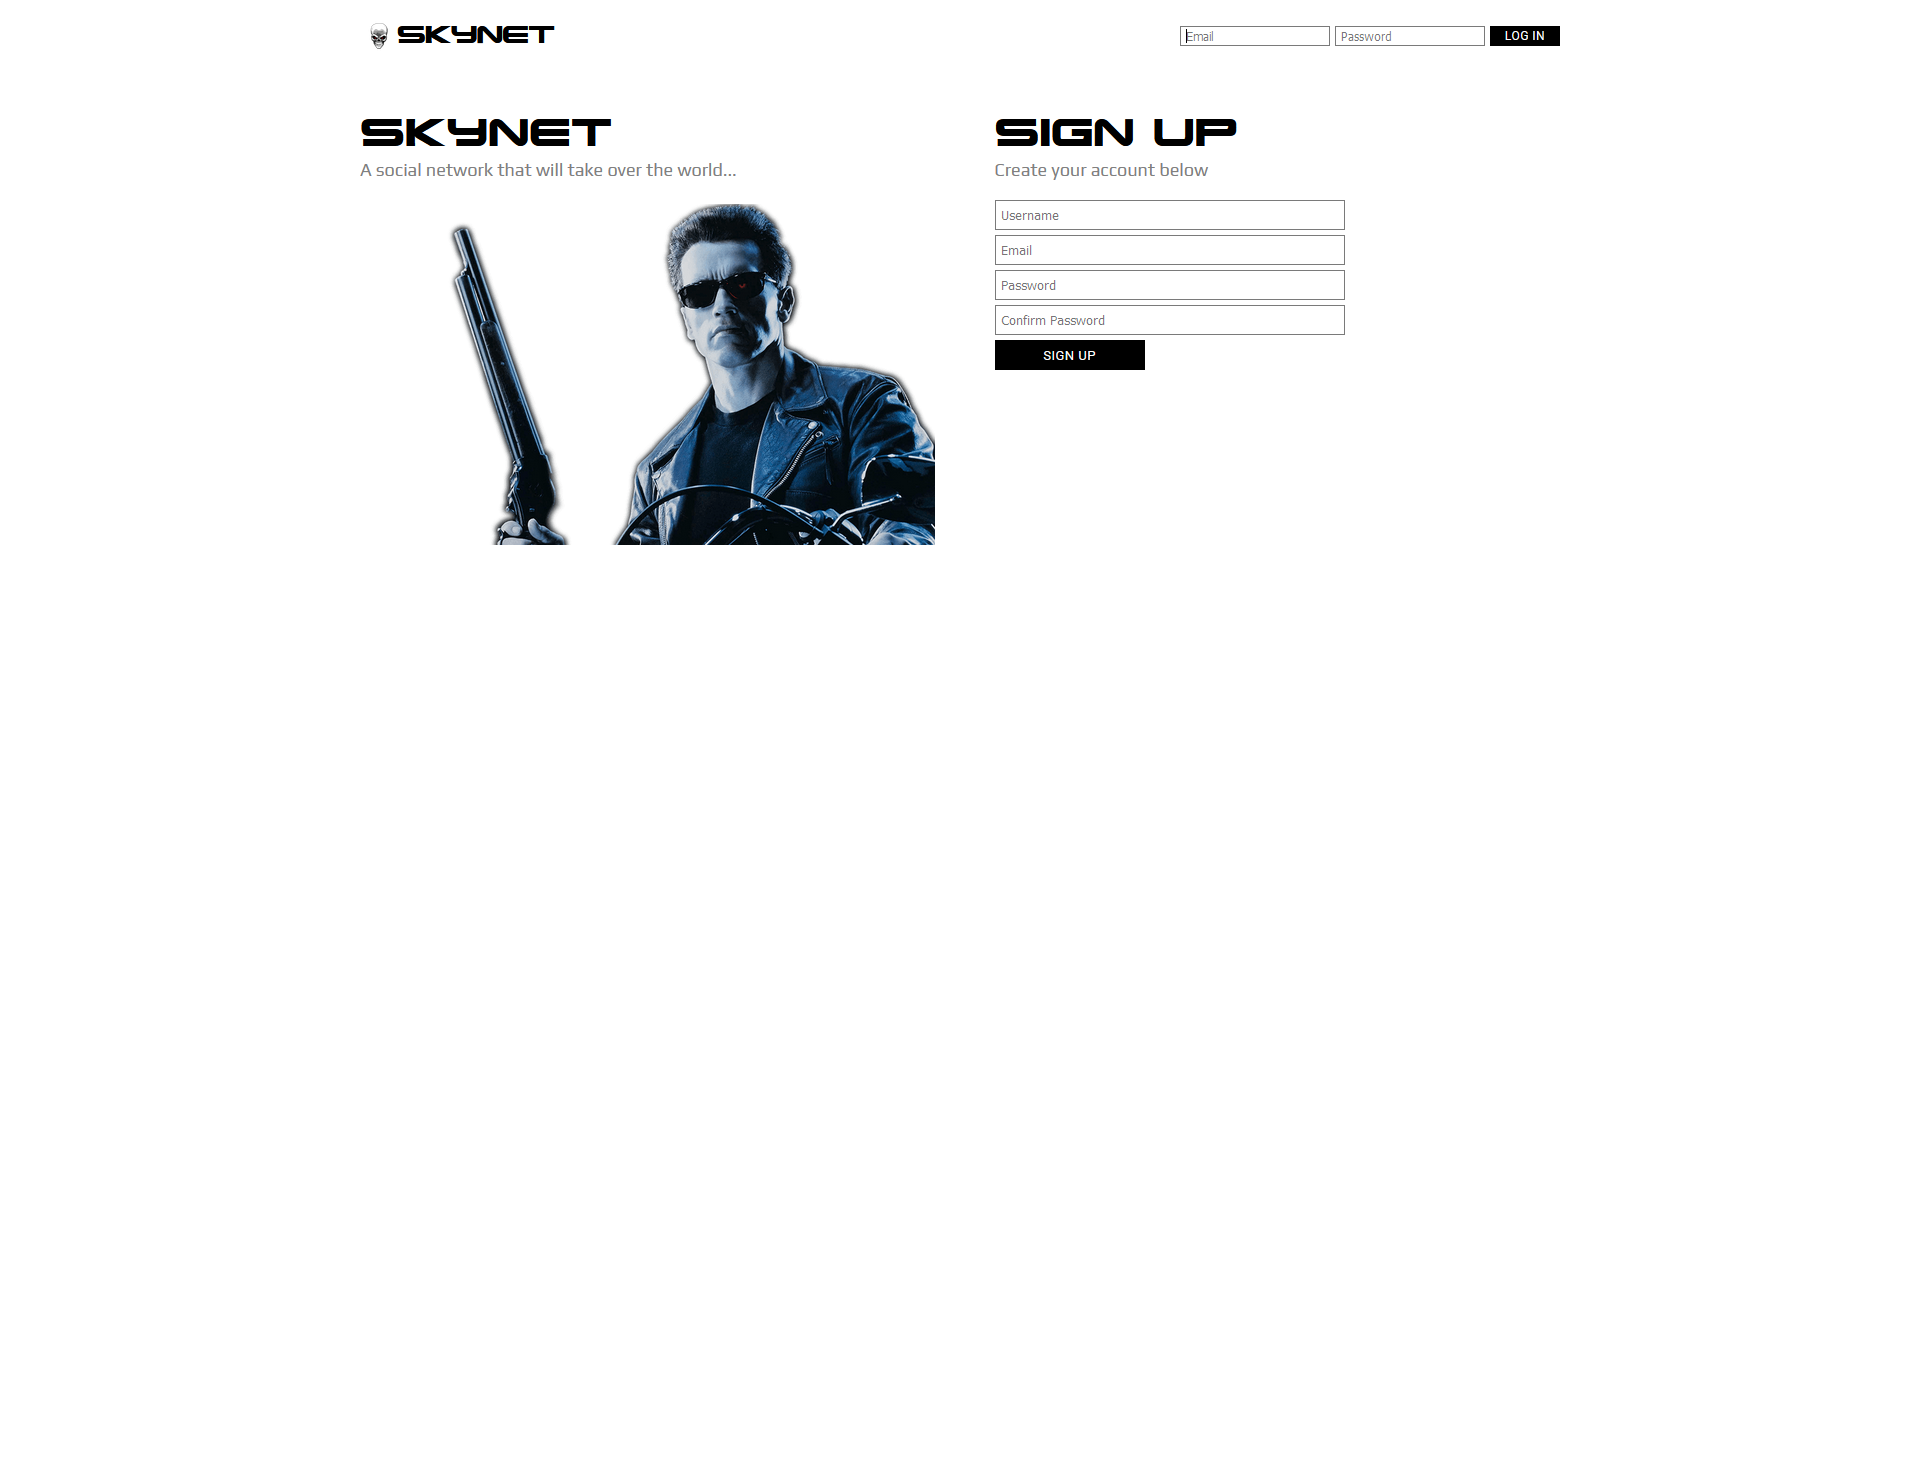 SKYNET
Email
Password
LOG IN
SKYNET
A social network that will take over the world...
SIGN UP
Create your account below
Username
Email
Password
Confirm Password
SIGN UP